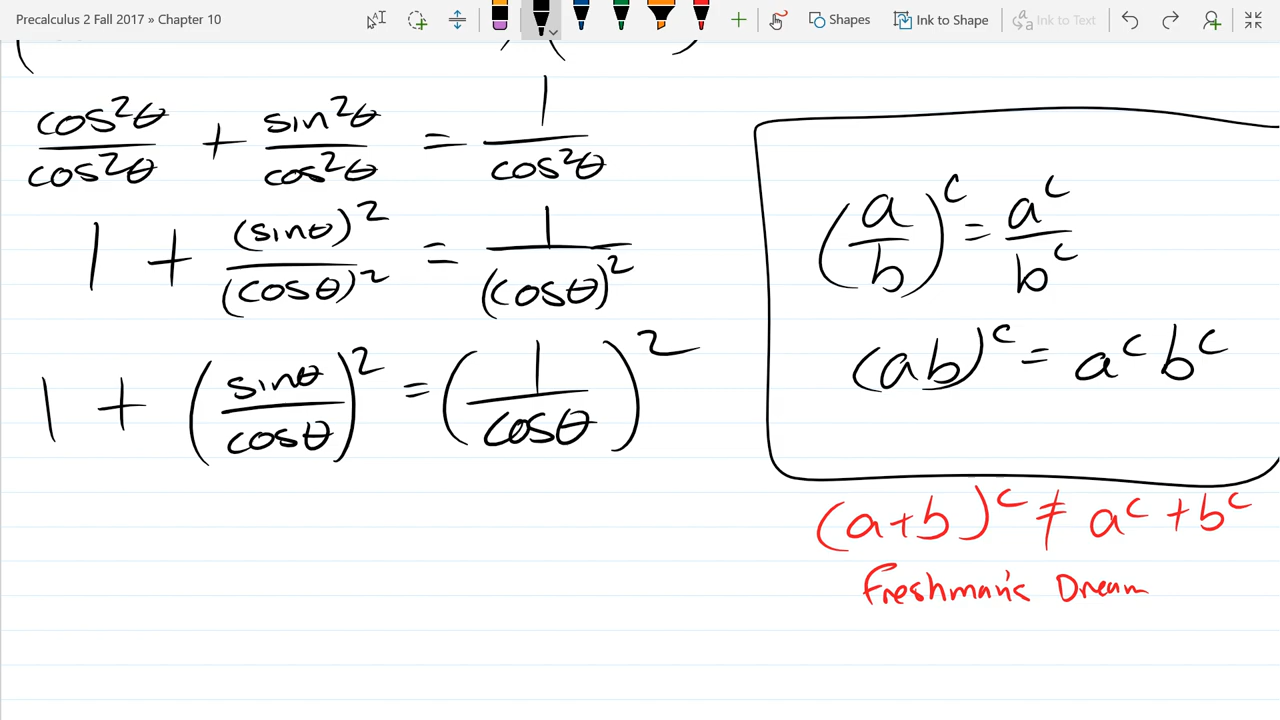 Precalculus 2 Fall 2017 » Chapter 10
Shapes
Ink to Shape
Ink to Text
cos²θ/cos²θ + sin²θ/cos²θ = 1/cos²θ
1 + (sinθ)²/(cosθ)² = 1/(cosθ)²
1 + (sinθ/cosθ)² = (1/cosθ)²
(a/b)^c = a^c/b^c
(ab)^c = a^c b^c
(a+b)^c ≠ a^c + b^c
Freshman's Dream